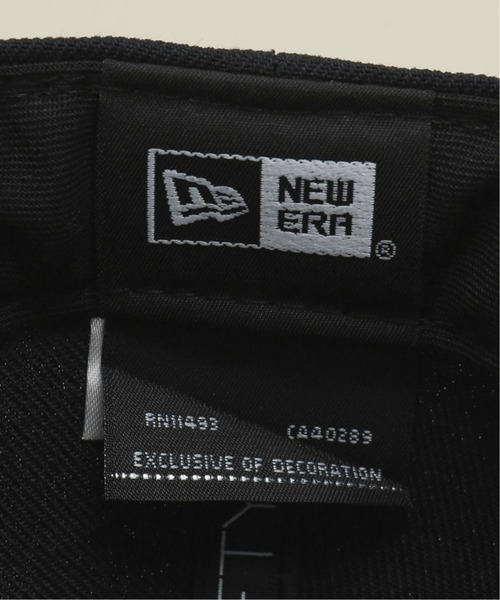 NEW
ERA
®
RN11493 CA40289
EXCLUSIVE OF DECORATION